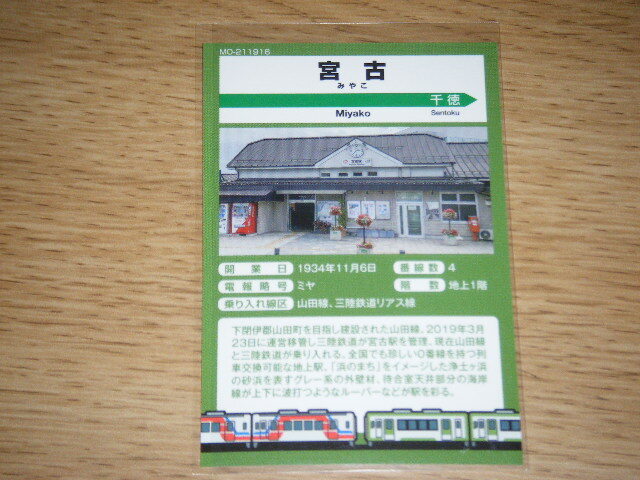 MO-211916
宮古
みやこ
千徳
Miyako
Sentoku
開業日 1934年11月6日 番線数 4
電報略号 ミヤ 階数 地上1階
乗り入れ線区 山田線、三陸鉄道リアス線
下閉伊郡山田町を目指し建設された山田線。2019年3月
23日に運営移管し三陸鉄道が宮古駅を管理、現在山田線
と三陸鉄道が乗り入れる。全国でも珍しい0番線を持つ列
車交換可能な地上駅。「浜のまち」をイメージした浄土ヶ浜
の砂浜を表すグレー系の外壁材、待合室天井部分の海岸
線が上下に波打つようなルーバーなどが駅を彩る。